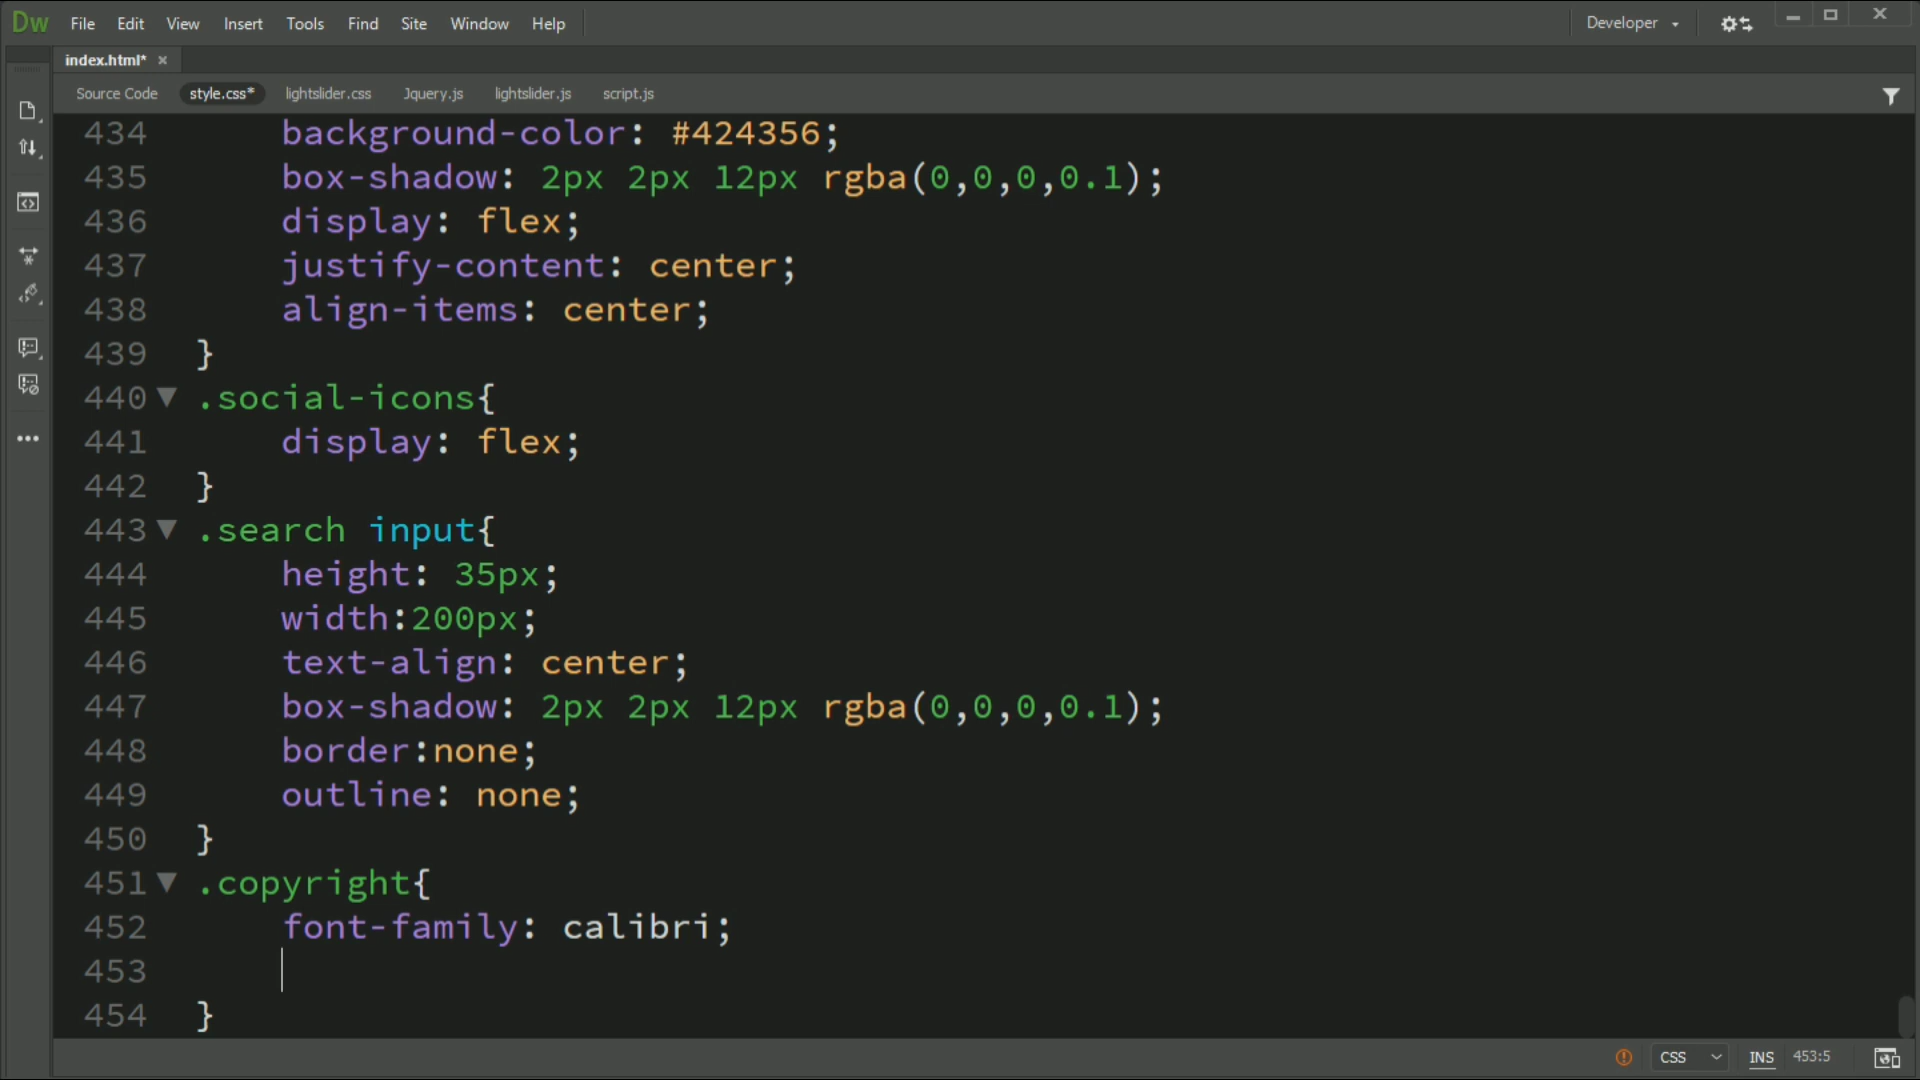 Dw File Edit View Insert Tools Find Site Window Help Developer
index.html* ×
Source Code style.css* lightslider.css Jquery.js lightslider.js script.js
434 background-color: #424356;
435 box-shadow: 2px 2px 12px rgba(0,0,0,0.1);
436 display: flex;
437 justify-content: center;
438 align-items: center;
439 }
440 .social-icons{
441 display: flex;
442 }
443 .search input{
444 height: 35px;
445 width:200px;
446 text-align: center;
447 box-shadow: 2px 2px 12px rgba(0,0,0,0.1);
448 border:none;
449 outline: none;
450 }
451 .copyright{
452 font-family: calibri;
453
454 }
CSS INS 453:5